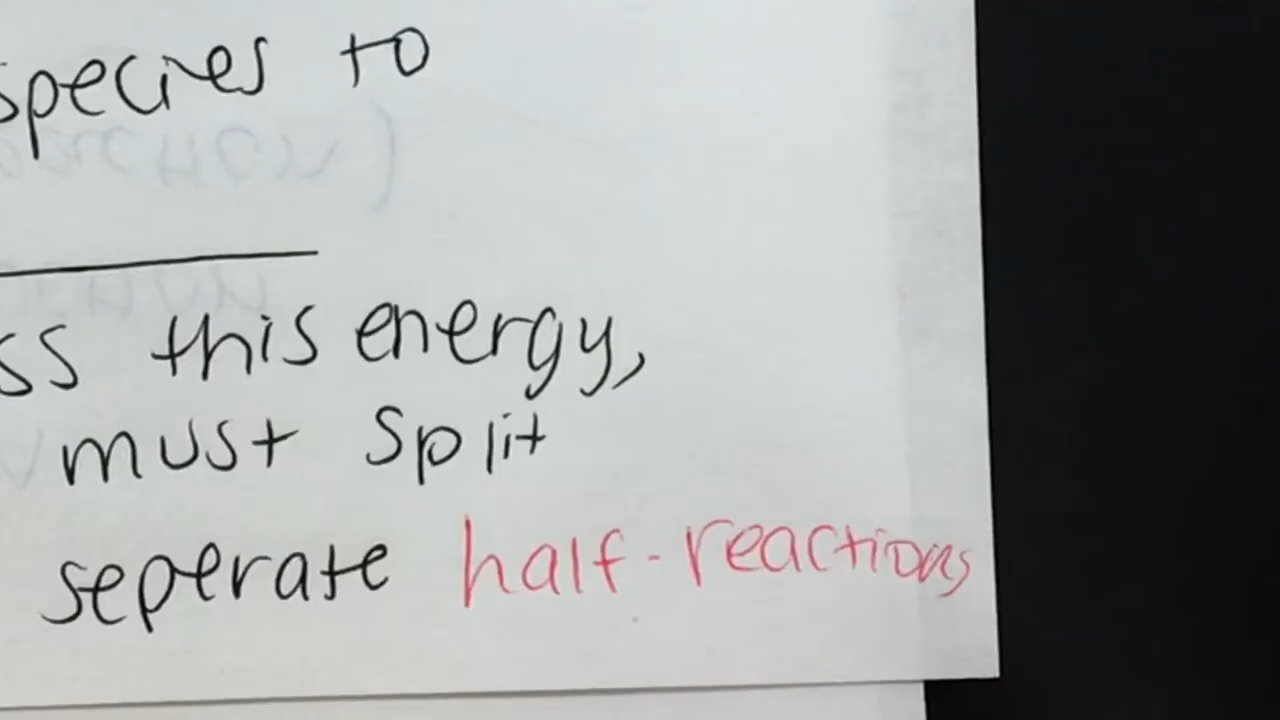 species to
ss this energy,
must split
seperate half-reactions